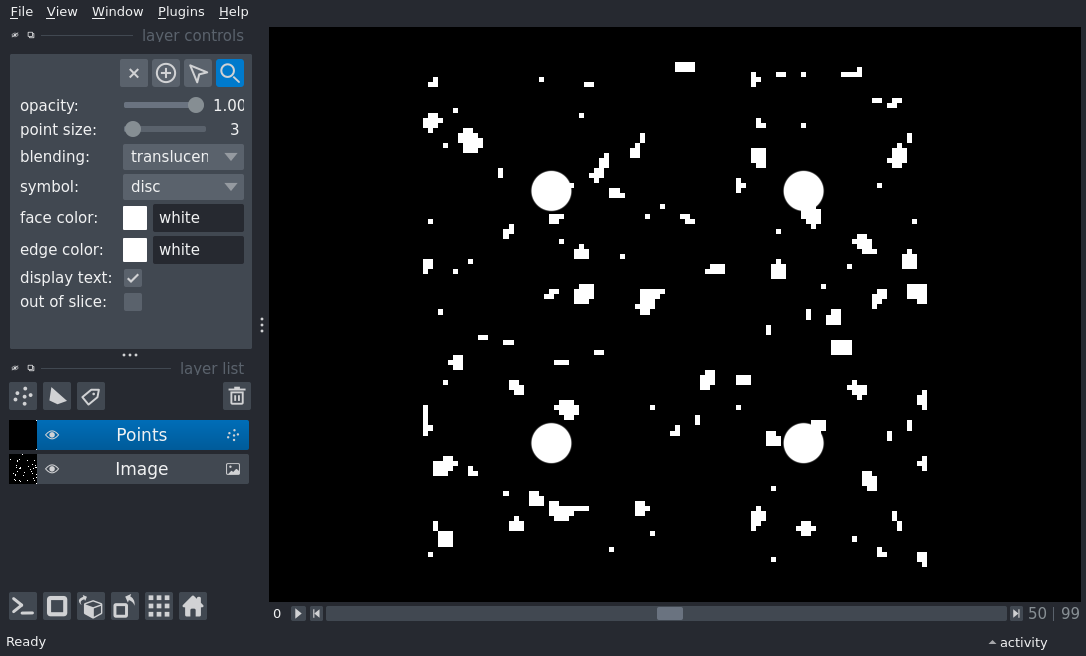 File View Window Plugins Help
layer controls
opacity: 1.00
point size: 3
blending: translucen
symbol: disc
face color: white
edge color: white
display text:
out of slice:
layer list
Points
Image
0 50 | 99
Ready
activity